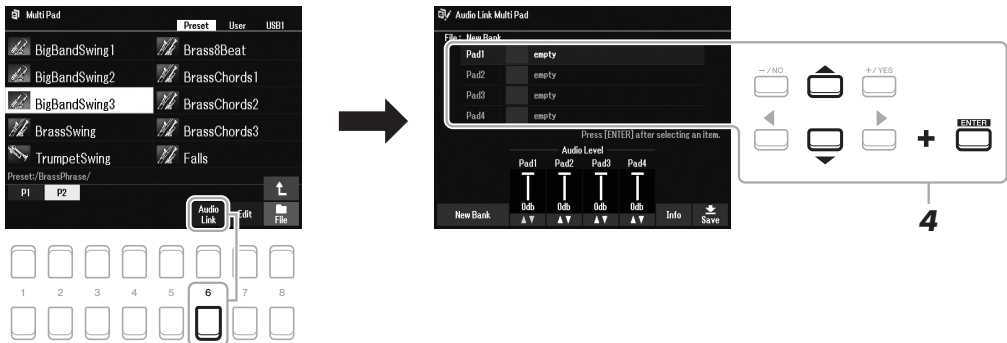 Multi Pad
Preset User USB1
BigBandSwing1 Brass8Beat
BigBandSwing2 BrassChords1
BigBandSwing3 BrassChords2
BrassSwing BrassChords3
TrumpetSwing Falls
Preset:/BrassPhrase/
P1 P2
Audio Link Edit File
1 2 3 4 5 6 7 8
Audio Link Multi Pad
File: New Bank
Pad1 empty
Pad2 empty
Pad3 empty
Pad4 empty
Press [ENTER] after selecting an item.
Audio Level
Pad1 Pad2 Pad3 Pad4
0db 0db 0db 0db
New Bank Info Save
−/NO +/YES
ENTER
+
4